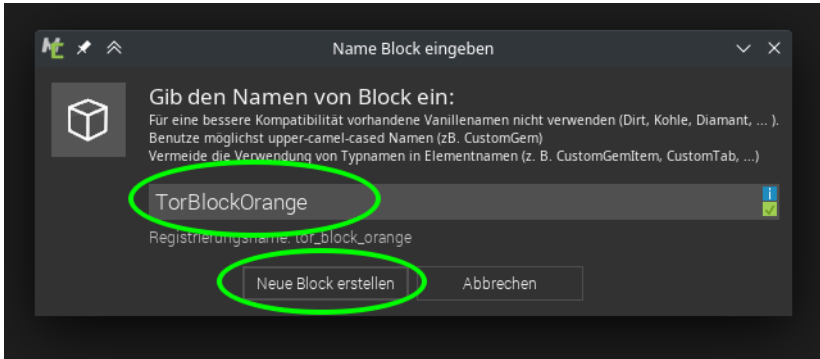 Name Block eingeben
Gib den Namen von Block ein:
Für eine bessere Kompatibilität vorhandene Vanillenamen nicht verwenden (Dirt, Kohle, Diamant, ... ).
Benutze möglichst upper-camel-cased Namen (zB. CustomGem)
Vermeide die Verwendung von Typnamen in Elementnamen (z. B. CustomGemItem, CustomTab, ...)
TorBlockOrange
Registrierungsname: tor_block_orange
Neue Block erstellen Abbrechen